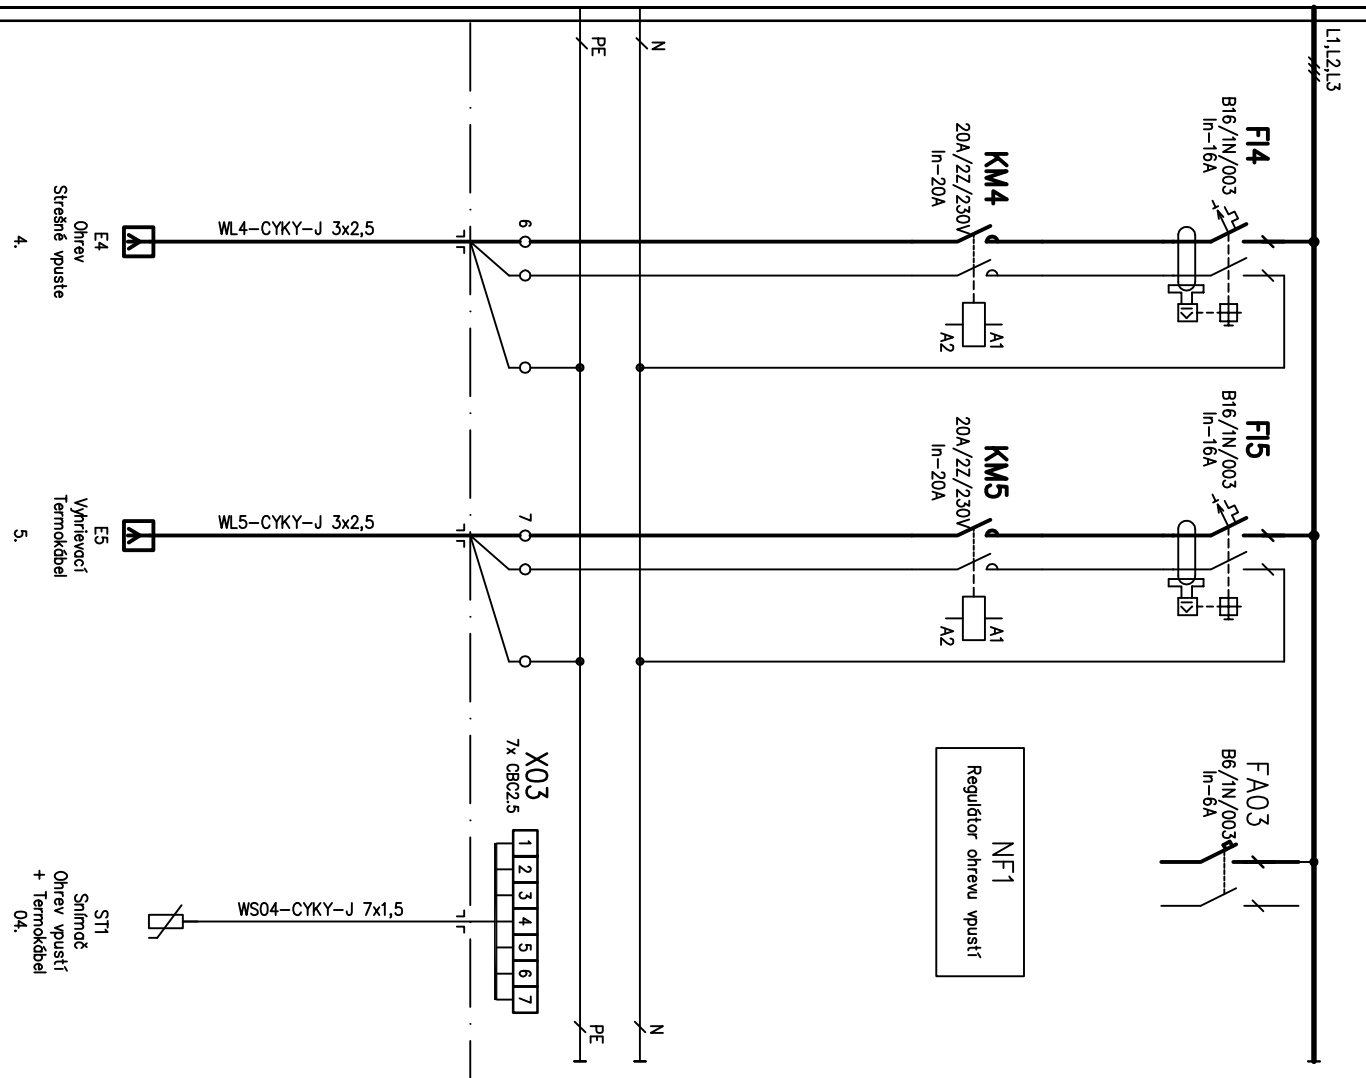 L1,L2,L3
N
PE
FI4
B16/1N/003
In-16A
KM4
20A/2Z/230V
In-20A
A1
A2
6
WL4-CYKY-J 3x2,5
E4
Ohrev
Strešné vpuste
4.
FI5
B16/1N/003
In-16A
KM5
20A/2Z/230V
In-20A
A1
A2
7
WL5-CYKY-J 3x2,5
E5
Vyhrievací
Termokábel
5.
FA03
B6/1N/003
In-6A
NF1
Regulátor ohrevu vpustí
X03
7x CBC2.5
1 2 3 4 5 6 7
WS04-CYKY-J 7x1,5
ST1
Snímač
Ohrev vpustí
+ Termokábel
04.
N
PE